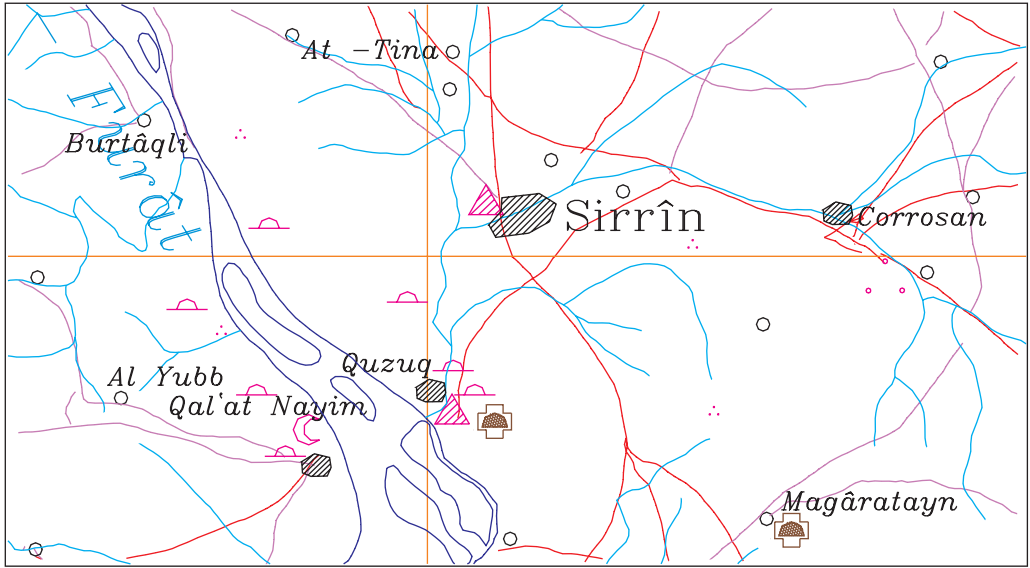 At -Tina
Furât
Burtâqli
Sirrîn
Corrosan
Quzuq
Al Yubb
Qal'at Nayim
Magâratayn